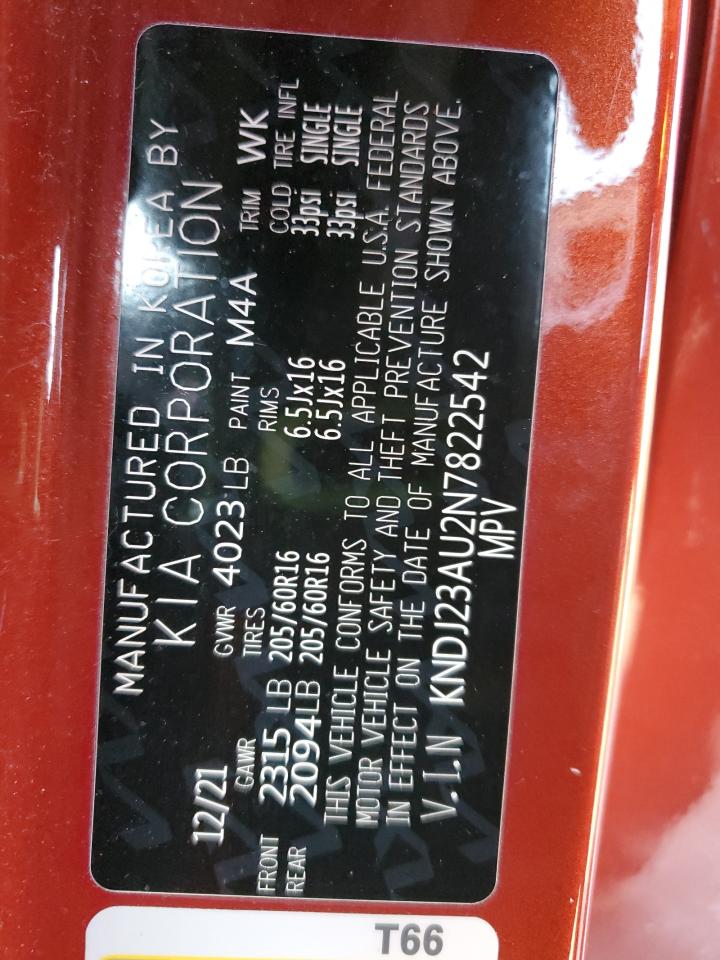 MANUFACTURED IN KOREA BY
KIA CORPORATION
12/21 GVWR 4023 LB PAINT M4A TRIM WK
GAWR TIRES RIMS COLD TIRE INFL
FRONT 2315 LB 205/60R16 6.5Jx16 33psi SINGLE
REAR 2094LB 205/60R16 6.5Jx16 33psi SINGLE
THIS VEHICLE CONFORMS TO ALL APPLICABLE U.S.A. FEDERAL
MOTOR VEHICLE SAFETY AND THEFT PREVENTION STANDARDS
IN EFFECT ON THE DATE OF MANUFACTURE SHOWN ABOVE.
V.I.N KNDJ23AU2N7822542
MPV
T66